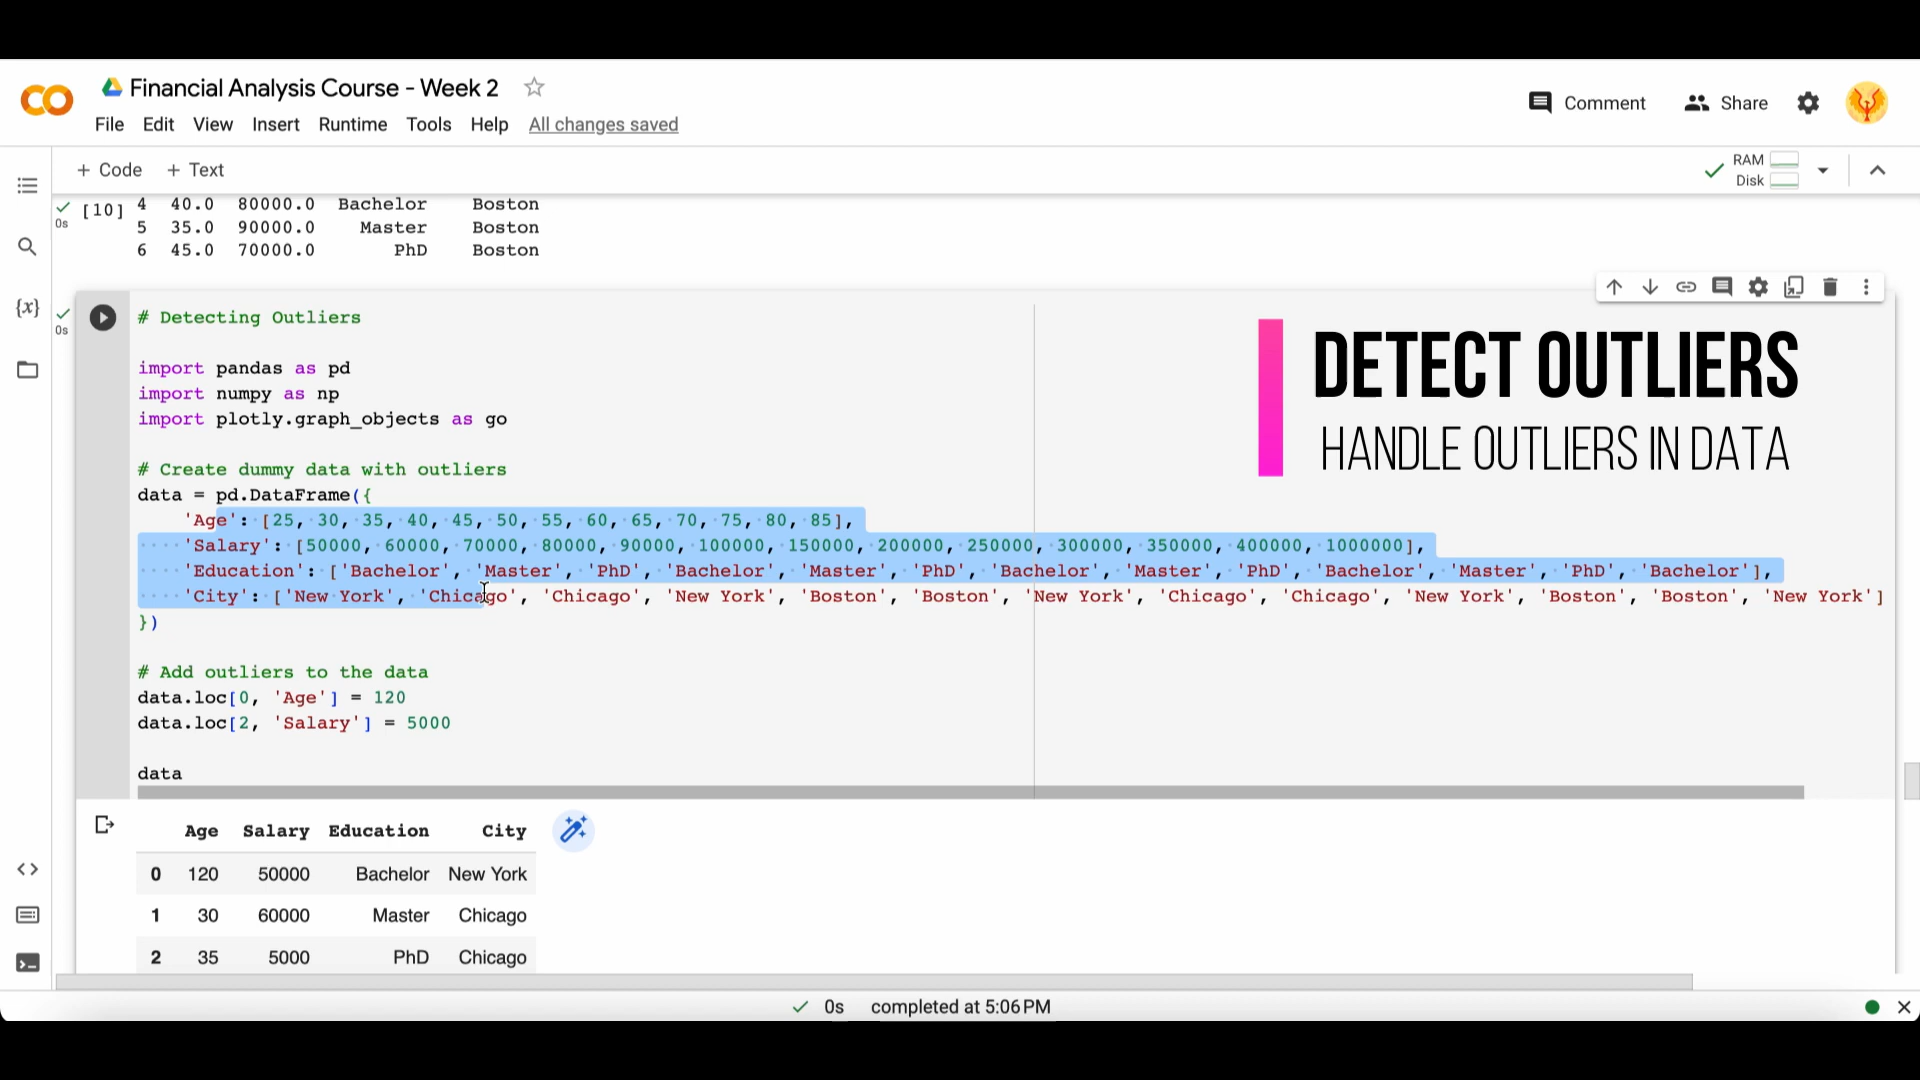 Financial Analysis Course - Week 2
Comment
Share
File Edit View Insert Runtime Tools Help All changes saved
+ Code + Text
RAM
Disk
0s
[10]
4 40.0 80000.0 Bachelor Boston
5 35.0 90000.0 Master Boston
6 45.0 70000.0 PhD Boston
{x}
0s
# Detecting Outliers
import pandas as pd
import numpy as np
import plotly.graph_objects as go
DETECT OUTLIERS
HANDLE OUTLIERS IN DATA
# Create dummy data with outliers
data = pd.DataFrame({
'Age': [25, 30, 35, 40, 45, 50, 55, 60, 65, 70, 75, 80, 85],
'Salary': [50000, 60000, 70000, 80000, 90000, 100000, 150000, 200000, 250000, 300000, 350000, 400000, 1000000],
'Education': ['Bachelor', 'Master', 'PhD', 'Bachelor', 'Master', 'PhD', 'Bachelor', 'Master', 'PhD', 'Bachelor', 'Master', 'PhD', 'Bachelor'],
'City': ['New York', 'Chicago', 'Chicago', 'New York', 'Boston', 'Boston', 'New York', 'Chicago', 'Chicago', 'New York', 'Boston', 'Boston', 'New York']
})
# Add outliers to the data
data.loc[0, 'Age'] = 120
data.loc[2, 'Salary'] = 5000
data
Age Salary Education City
0 120 50000 Bachelor New York
1 30 60000 Master Chicago
2 35 5000 PhD Chicago
0s completed at 5:06 PM